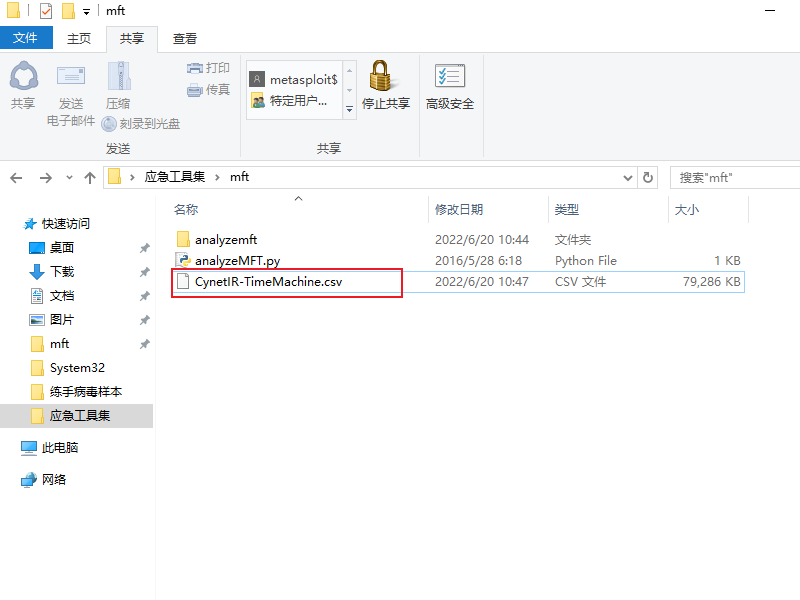 mft
文件 主页 共享 查看
共享
发送
电子邮件
压缩
打印
传真
刻录到光盘
发送
metasploit$
特定用户...
停止共享
共享
高级安全
应急工具集 mft
搜索"mft"
名称 修改日期 类型 大小
快速访问
桌面
下载
文档
图片
mft
System32
练手病毒样本
应急工具集
此电脑
网络
analyzemft 2022/6/20 10:44 文件夹
analyzeMFT.py 2016/5/28 6:18 Python File 1 KB
CynetIR-TimeMachine.csv 2022/6/20 10:47 CSV 文件 79,286 KB